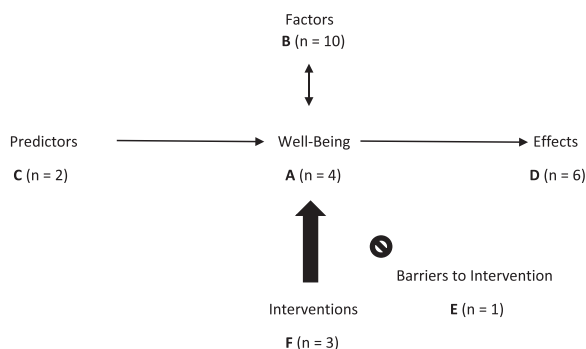 Factors
B (n = 10)
Predictors
Well-Being
Effects
C (n = 2)
A (n = 4)
D (n = 6)
Barriers to Intervention
Interventions
E (n = 1)
F (n = 3)